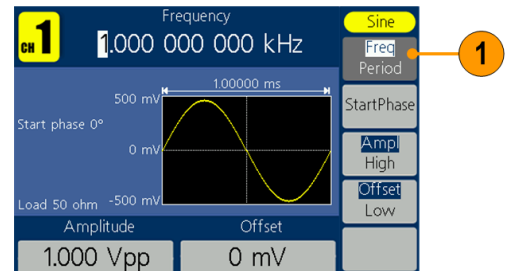 CH 1
Frequency
1.000 000 000 kHz
Sine
Freq
Period
1
1.00000 ms
500 mV
Start phase 0°
0 mV
Load 50 ohm
-500 mV
StartPhase
Ampl
High
Offset
Low
Amplitude
Offset
1.000 Vpp
0 mV